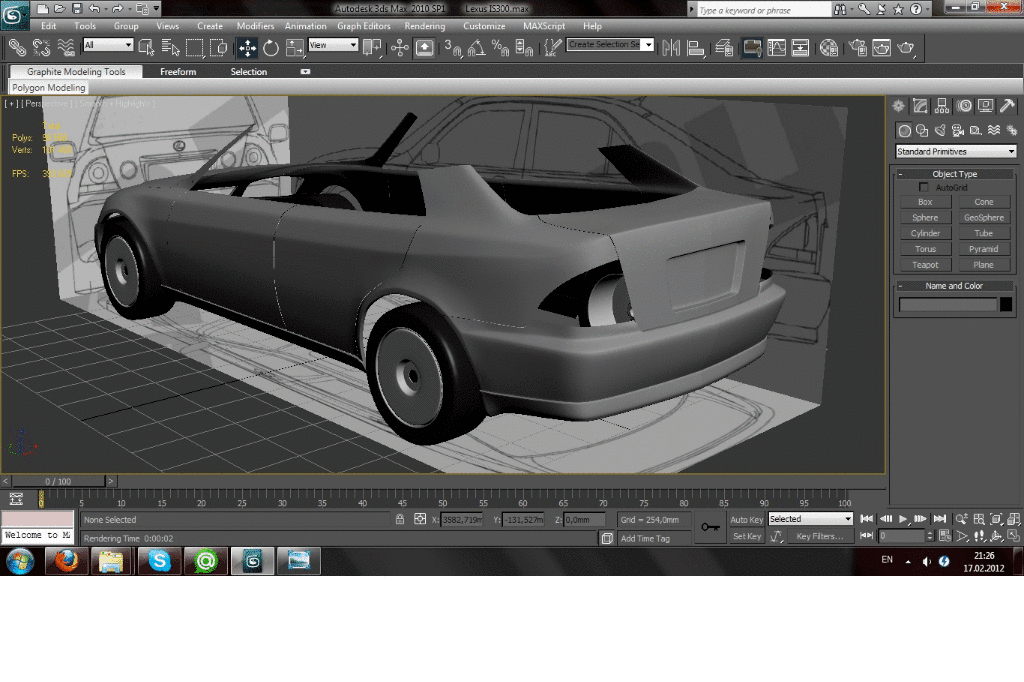 Autodesk 3ds Max 2010 SP1 Lexus IS300.max
Type a keyword or phrase
Edit Tools Group Views Create Modifiers Animation Graph Editors Rendering Customize MAXScript Help
All View Create Selection Se
Graphite Modeling Tools Freeform Selection
Polygon Modeling
[ + ] [ Perspective ] [ Smooth + Highlights ]
Total
Polys:
Verts:
FPS:
Standard Primitives
- Object Type
AutoGrid
Box Cone
Sphere GeoSphere
Cylinder Tube
Torus Pyramid
Teapot Plane
- Name and Color
< 0 / 100 >
0 5 10 15 20 25 30 35 40 45 50 55 60 65 70 75 80 85 90 95 100
None Selected X: 3582,719m Y: -131,527m Z: 0,0mm Grid = 254,0mm Auto Key Selected
Welcome to MA Rendering Time 0:00:02 Add Time Tag Set Key Key Filters... 0
EN 21:26
17.02.2012